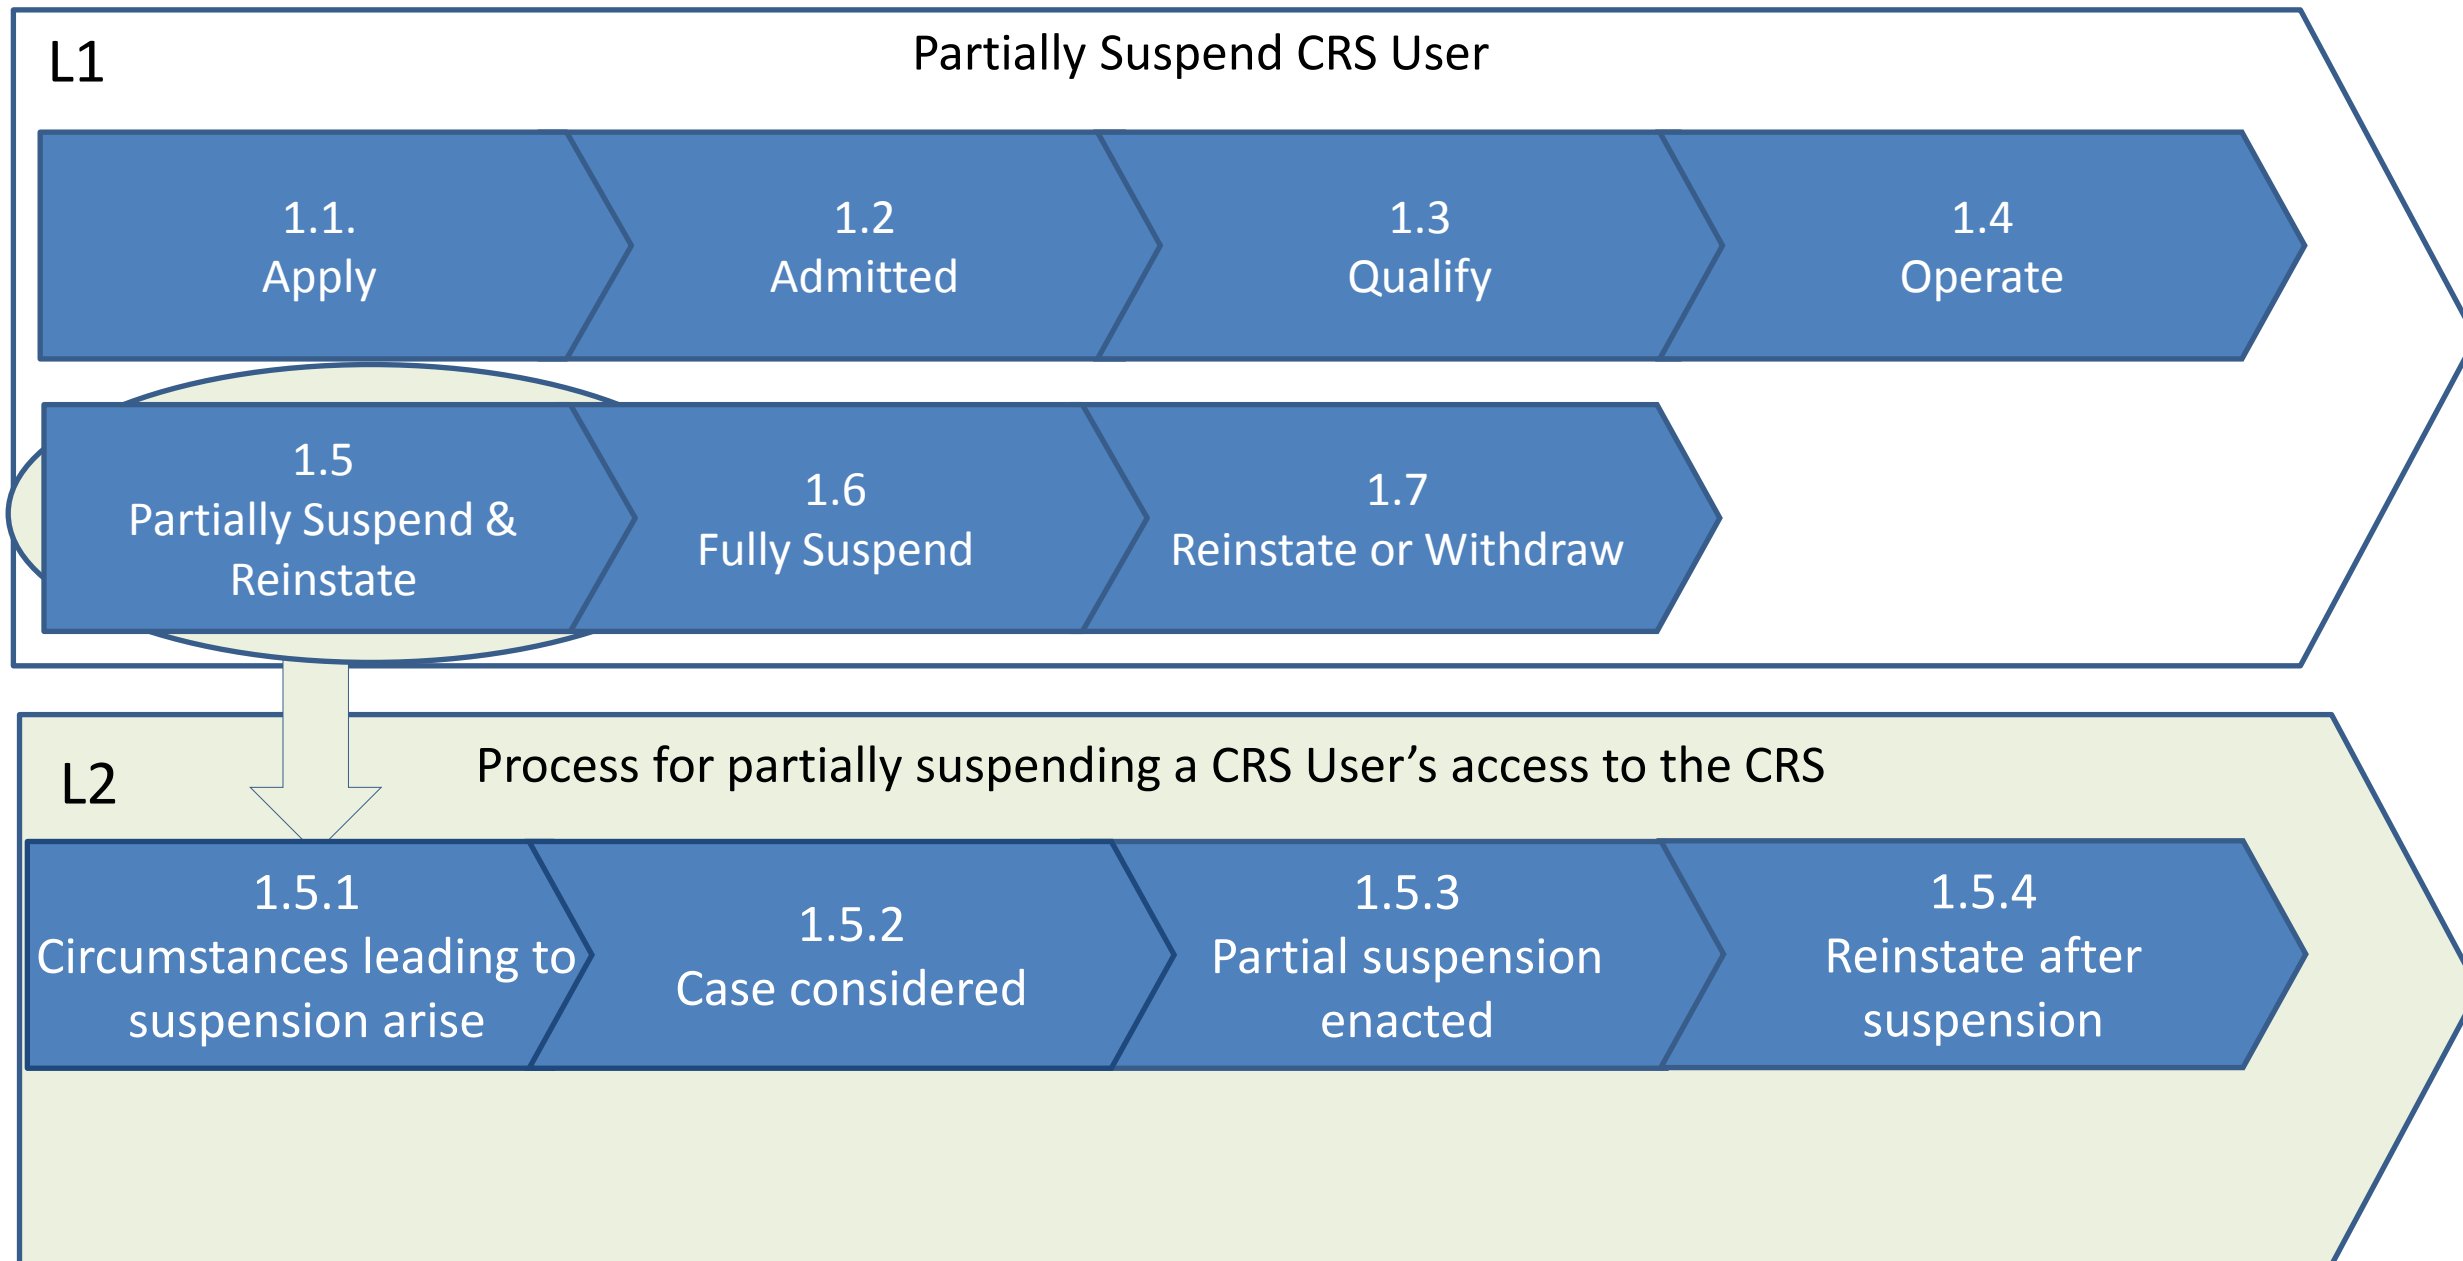 L1
Partially Suspend CRS User
1.1.
Apply
1.2
Admitted
1.3
Qualify
1.4
Operate
1.5
Partially Suspend &
Reinstate
1.6
Fully Suspend
1.7
Reinstate or Withdraw
L2
Process for partially suspending a CRS User’s access to the CRS
1.5.1
Circumstances leading to
suspension arise
1.5.2
Case considered
1.5.3
Partial suspension
enacted
1.5.4
Reinstate after
suspension